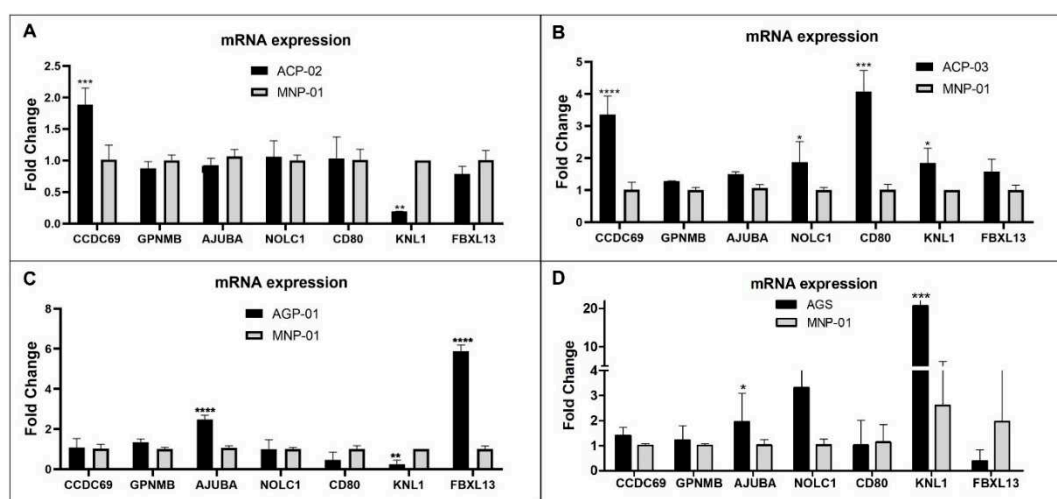 A
mRNA expression
ACP-02
MNP-01
***
**
Fold Change
2.5
2.0
1.5
1.0
0.5
0.0
CCDC69 GPNMB AJUBA NOLC1 CD80 KNL1 FBXL13
B
mRNA expression
ACP-03
MNP-01
****
*
***
*
Fold Change
5
4
3
2
1
0
CCDC69 GPNMB AJUBA NOLC1 CD80 KNL1 FBXL13
C
mRNA expression
AGP-01
MNP-01
****
**
****
Fold Change
8
6
4
2
0
CCDC69 GPNMB AJUBA NOLC1 CD80 KNL1 FBXL13
D
mRNA expression
AGS
MNP-01
*
***
Fold Change
20
10
4
3
2
1
0
CCDC69 GPNMB AJUBA NOLC1 CD80 KNL1 FBXL13